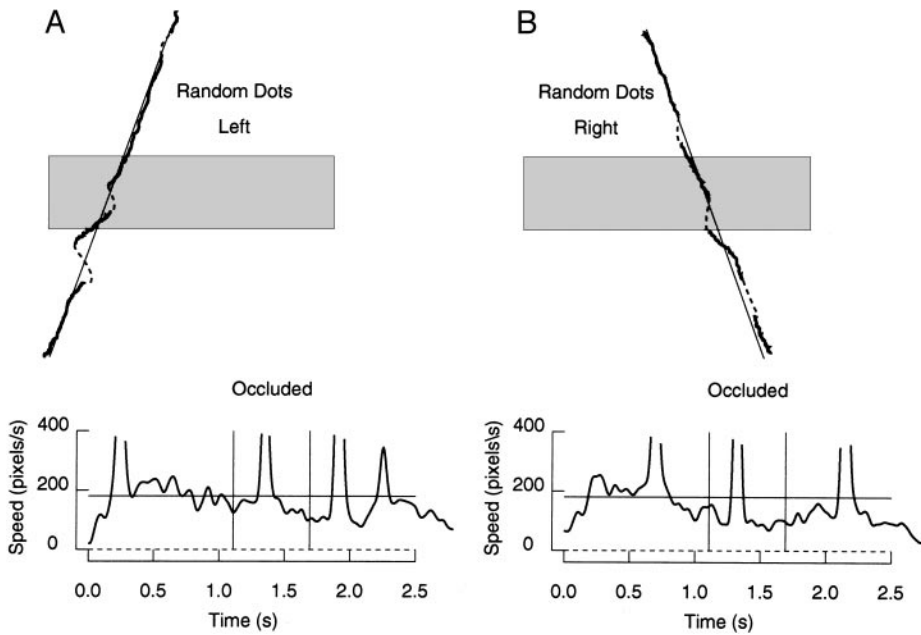 A
Random Dots
Left
B
Random Dots
Right
Occluded
400
200
0
Speed (pixels/s)
0.0 0.5 1.0 1.5 2.0 2.5
Time (s)
Occluded
400
200
0
Speed (pixels\s)
0.0 0.5 1.0 1.5 2.0 2.5
Time (s)